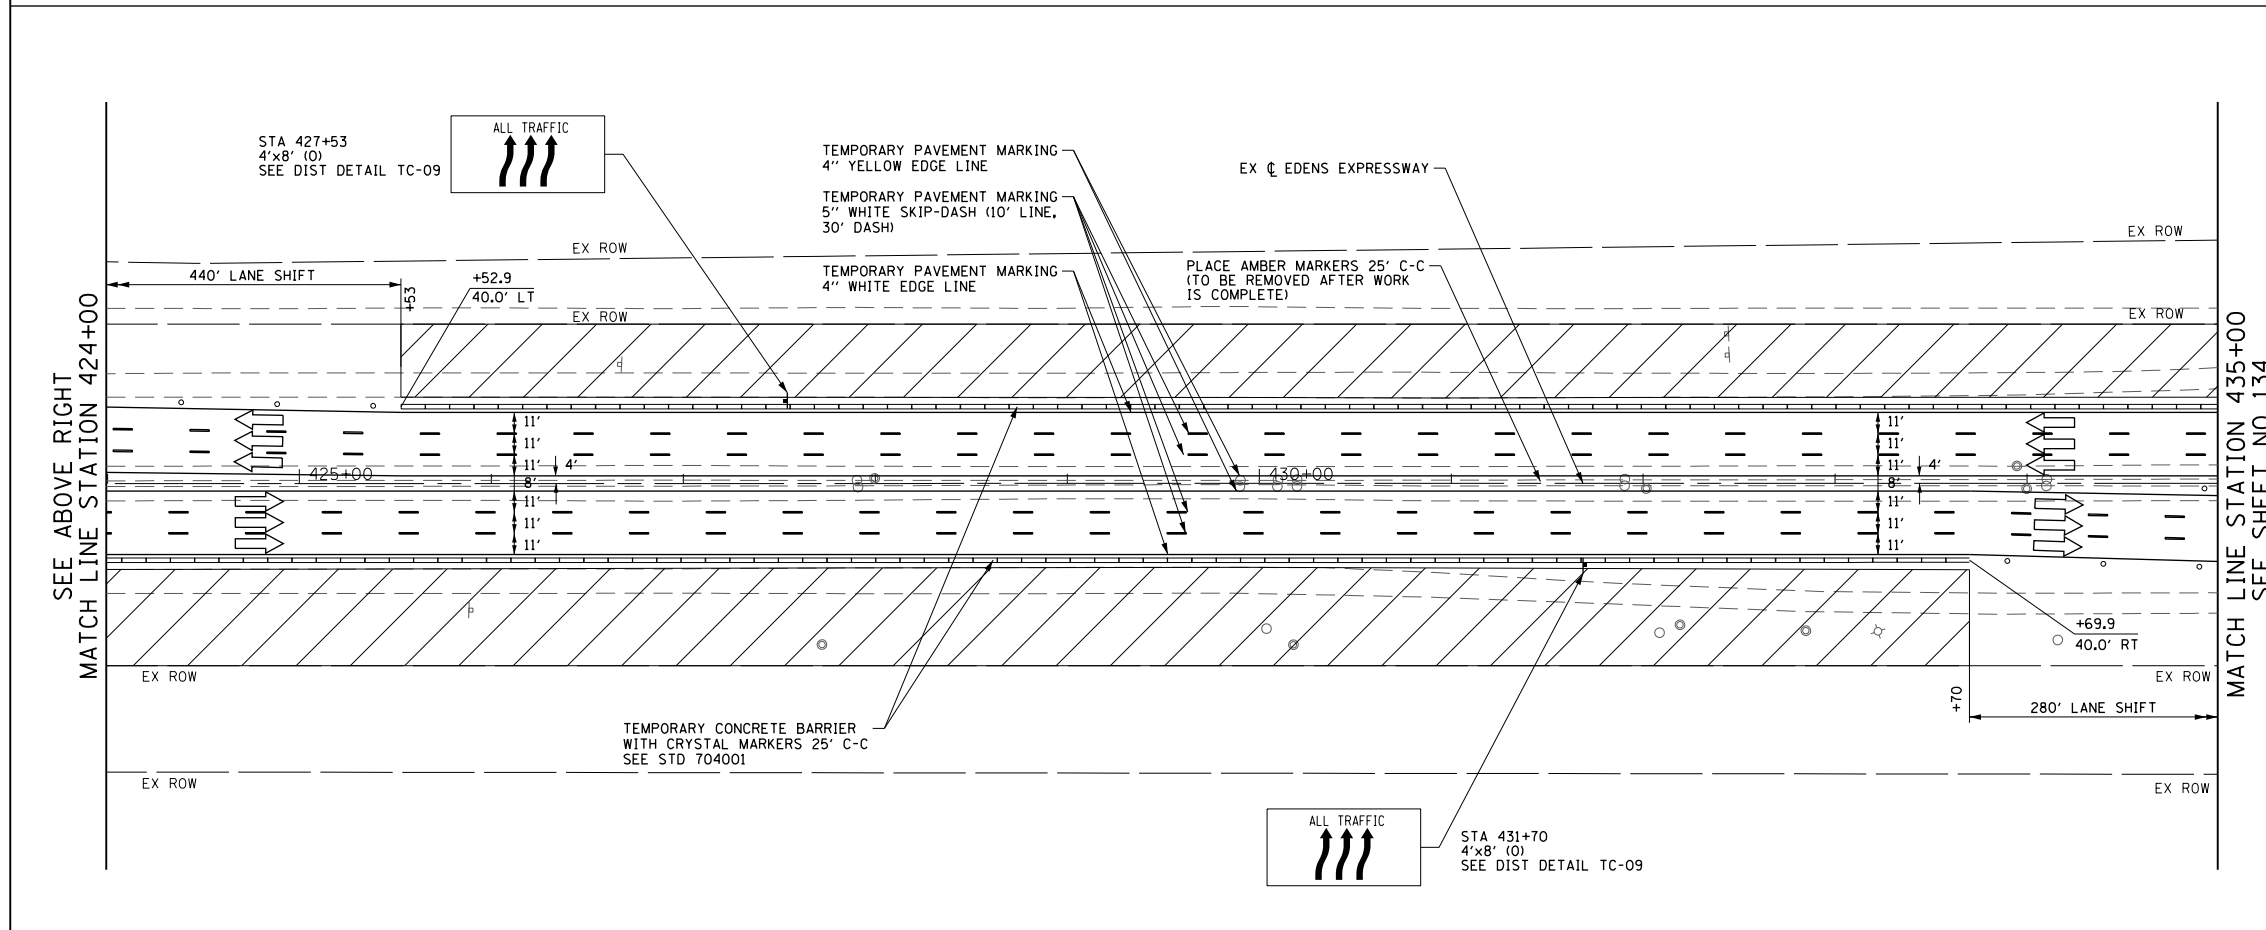 STA 427+53
4'x8' (O)
SEE DIST DETAIL TC-09
ALL TRAFFIC
TEMPORARY PAVEMENT MARKING
4'' YELLOW EDGE LINE
TEMPORARY PAVEMENT MARKING
5'' WHITE SKIP-DASH (10' LINE,
30' DASH)
TEMPORARY PAVEMENT MARKING
4'' WHITE EDGE LINE
EX ℄ EDENS EXPRESSWAY
PLACE AMBER MARKERS 25' C-C
(TO BE REMOVED AFTER WORK
IS COMPLETE)
EX ROW
EX ROW
440' LANE SHIFT
+53
+52.9
40.0' LT
EX ROW
EX ROW
SEE ABOVE RIGHT
MATCH LINE STATION 424+00
11'
11'
11'
4'
8'
11'
11'
11'
425+00
430+00
11'
11'
11'
4'
8'
11'
11'
11'
MATCH LINE STATION 435+00
SEE SHEET NO 134
+69.9
40.0' RT
EX ROW
EX ROW
+70
280' LANE SHIFT
TEMPORARY CONCRETE BARRIER
WITH CRYSTAL MARKERS 25' C-C
SEE STD 704001
EX ROW
EX ROW
ALL TRAFFIC
STA 431+70
4'x8' (O)
SEE DIST DETAIL TC-09